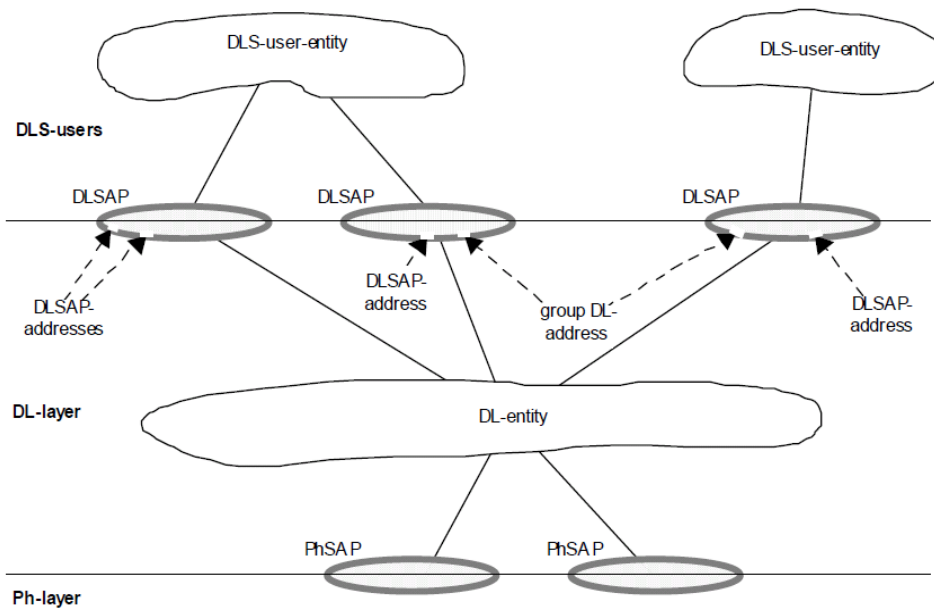 DLS-user-entity
DLS-user-entity
DLS-users
DLSAP
DLSAP
DLSAP
DLSAP-
addresses
DLSAP-
address
group DL-
address
DLSAP-
address
DL-layer
DL-entity
PhSAP
PhSAP
Ph-layer